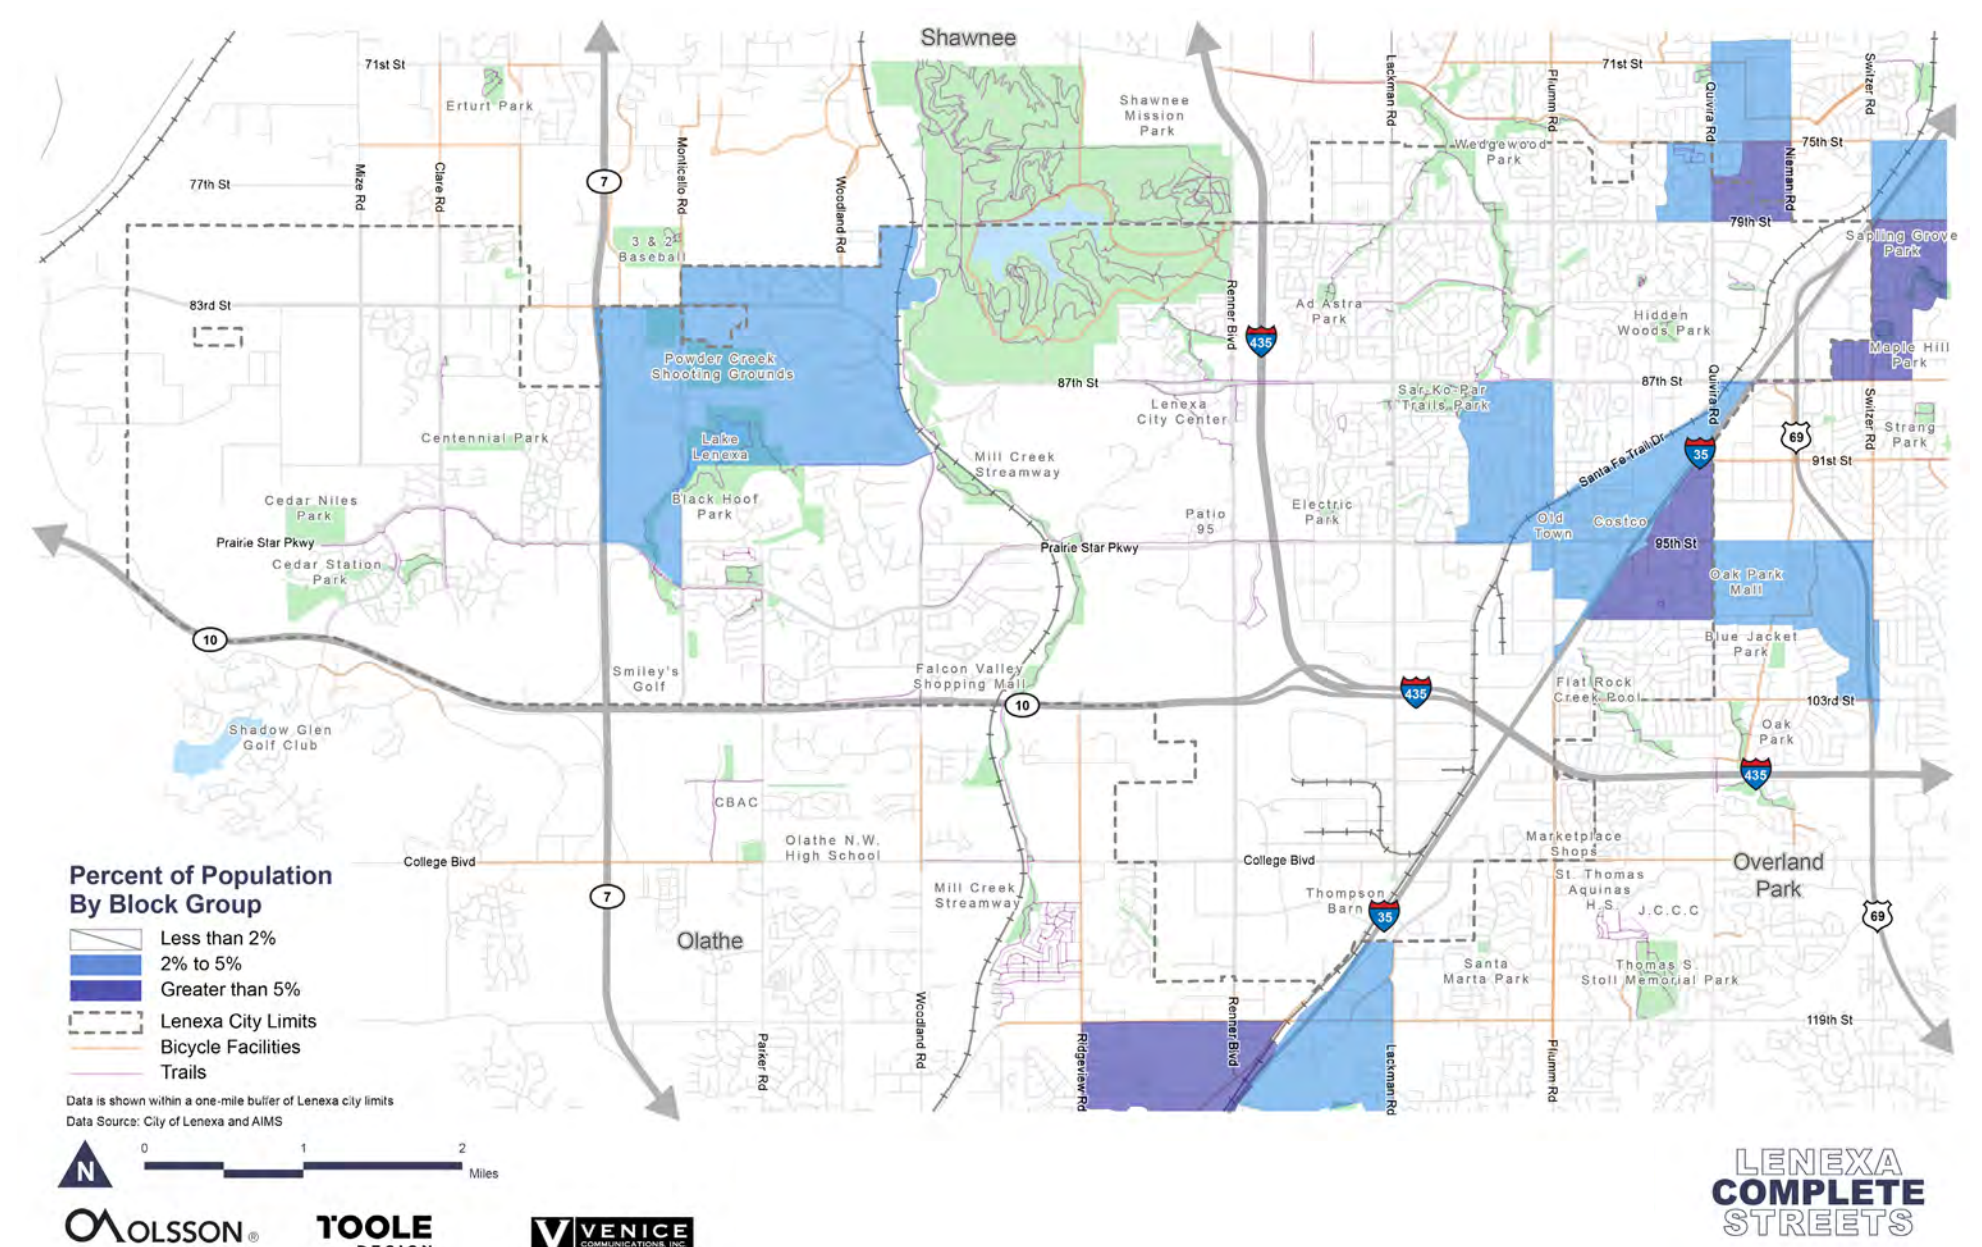 Shawnee
71st St
Erturt Park
Shawnee
Mission
Park
Lackman Rd
Pflumm Rd
71st St
Quivira Rd
Switzer Rd
75th St
Wedgewood
Park
Nieman Rd
77th St
Mize Rd
Clare Rd
7
Monticello Rd
Woodland Rd
79th St
Sapling Grove
Park
3 & 2
Baseball
83rd St
Renner Blvd
Ad Astra
Park
Hidden
Woods Park
435
Maple Hill
Park
Powder Creek
Shooting Grounds
87th St
87th St
Lenexa
City Center
Sar-Ko-Par
Trails Park
Quivira Rd
Switzer Rd
Strang
Park
Centennial Park
Lake
Lenexa
69
35
91st St
Santa Fe Trail Dr
Mill Creek
Streamway
Cedar Niles
Park
Black Hoof
Park
Patio
95
Electric
Park
Old
Town
Costco
95th St
Prairie Star Pkwy
Prairie Star Pkwy
Cedar Station
Park
Oak Park
Mall
10
Blue Jacket
Park
Smiley's
Golf
Falcon Valley
Shopping Mall
10
435
Flat Rock
Creek Pool
103rd St
Shadow Glen
Golf Club
Oak
Park
435
CBAC
Olathe N.W.
High School
Marketplace
Shops
College Blvd
College Blvd
Overland
Park
Mill Creek
Streamway
Thompson
Barn
35
St. Thomas
Aquinas
H.S.
J.C.C.C
69
7
Olathe
Santa
Marta Park
Thomas S.
Stoll Memorial Park
119th St
Parker Rd
Woodland Rd
Ridgeview Rd
Renner Blvd
Lackman Rd
Pflumm Rd
Percent of Population
By Block Group
Less than 2%
2% to 5%
Greater than 5%
Lenexa City Limits
Bicycle Facilities
Trails
Data is shown within a one-mile buffer of Lenexa city limits
Data Source: City of Lenexa and AIMS
N
0 1 2
Miles
OLSSON ®
TOOLE
DESIGN
V VENICE
COMMUNICATIONS, INC.
LENEXA
COMPLETE
STREETS